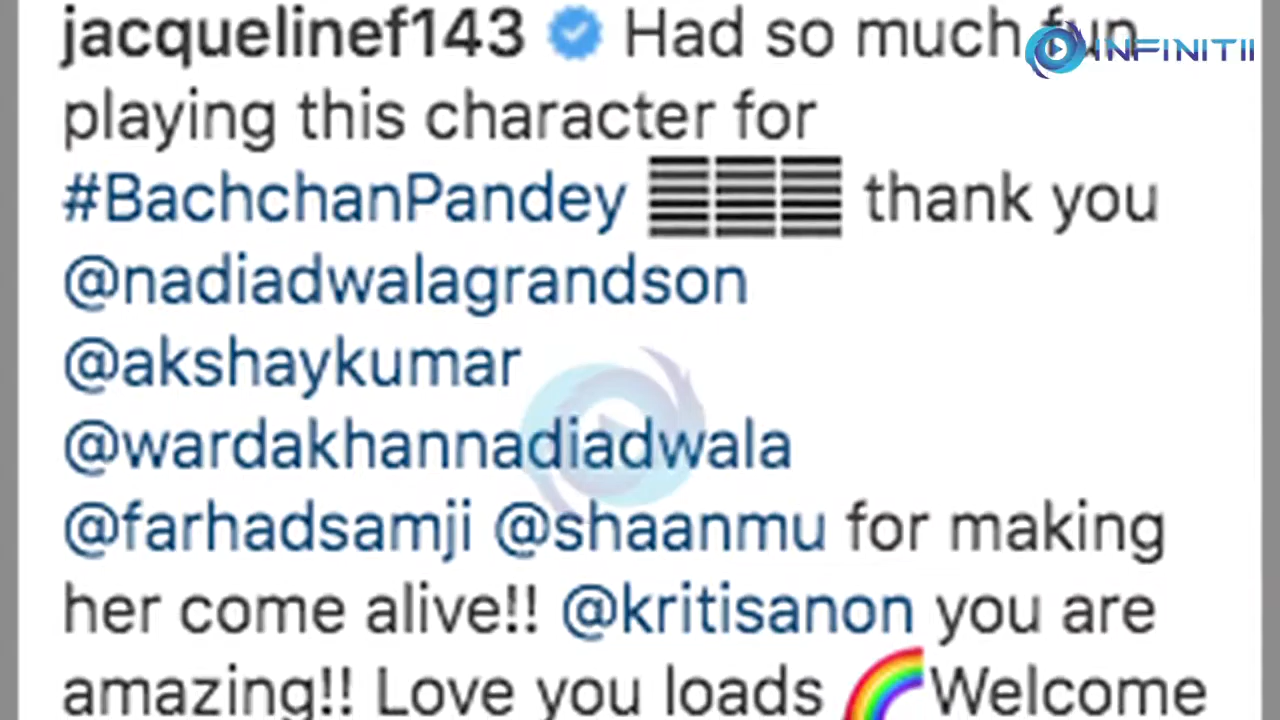 jacquelinef143 Had so much fun
INFINITII
playing this character for
#BachchanPandey thank you
@nadiadwalagrandson
@akshaykumar
@wardakhannadiadwala
@farhadsamji @shaanmu for making
her come alive!! @kritisanon you are
amazing!! Love you loads 🌈Welcome